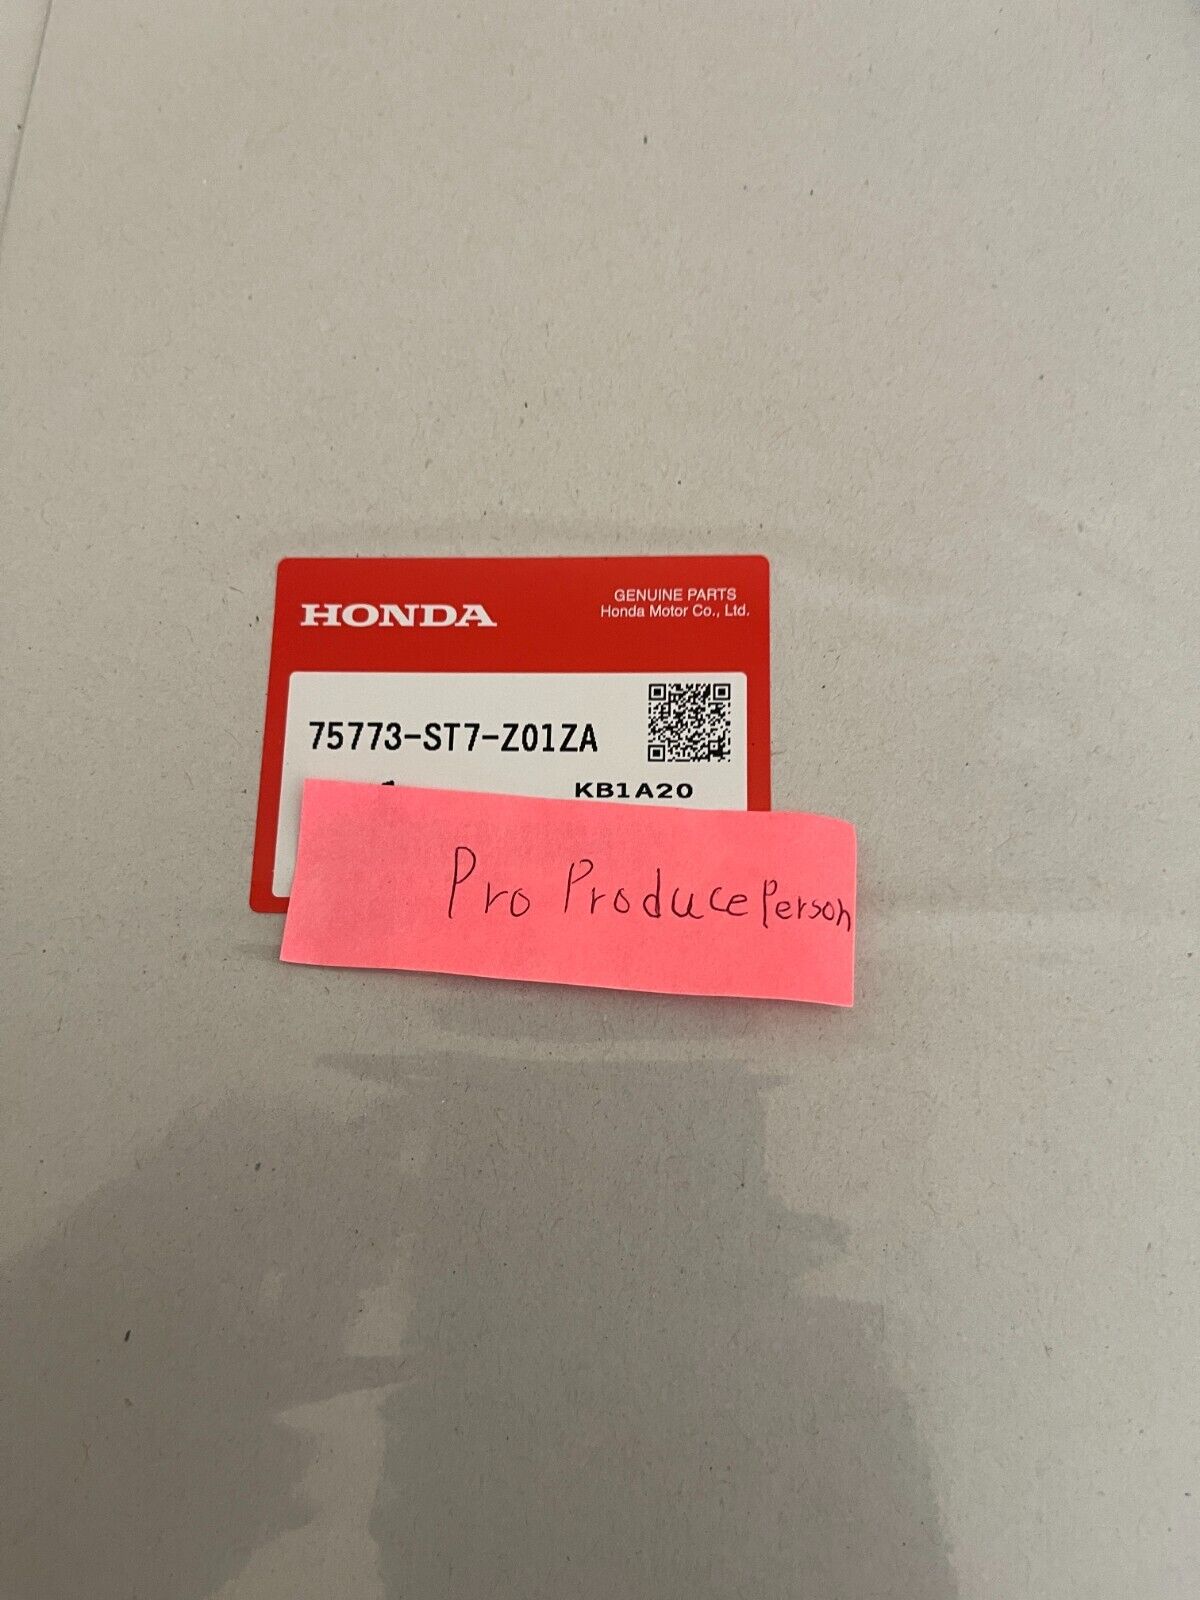 HONDA
GENUINE PARTS
Honda Motor Co., Ltd.
75773-ST7-Z01ZA
KB1A20
Pro Produce Person